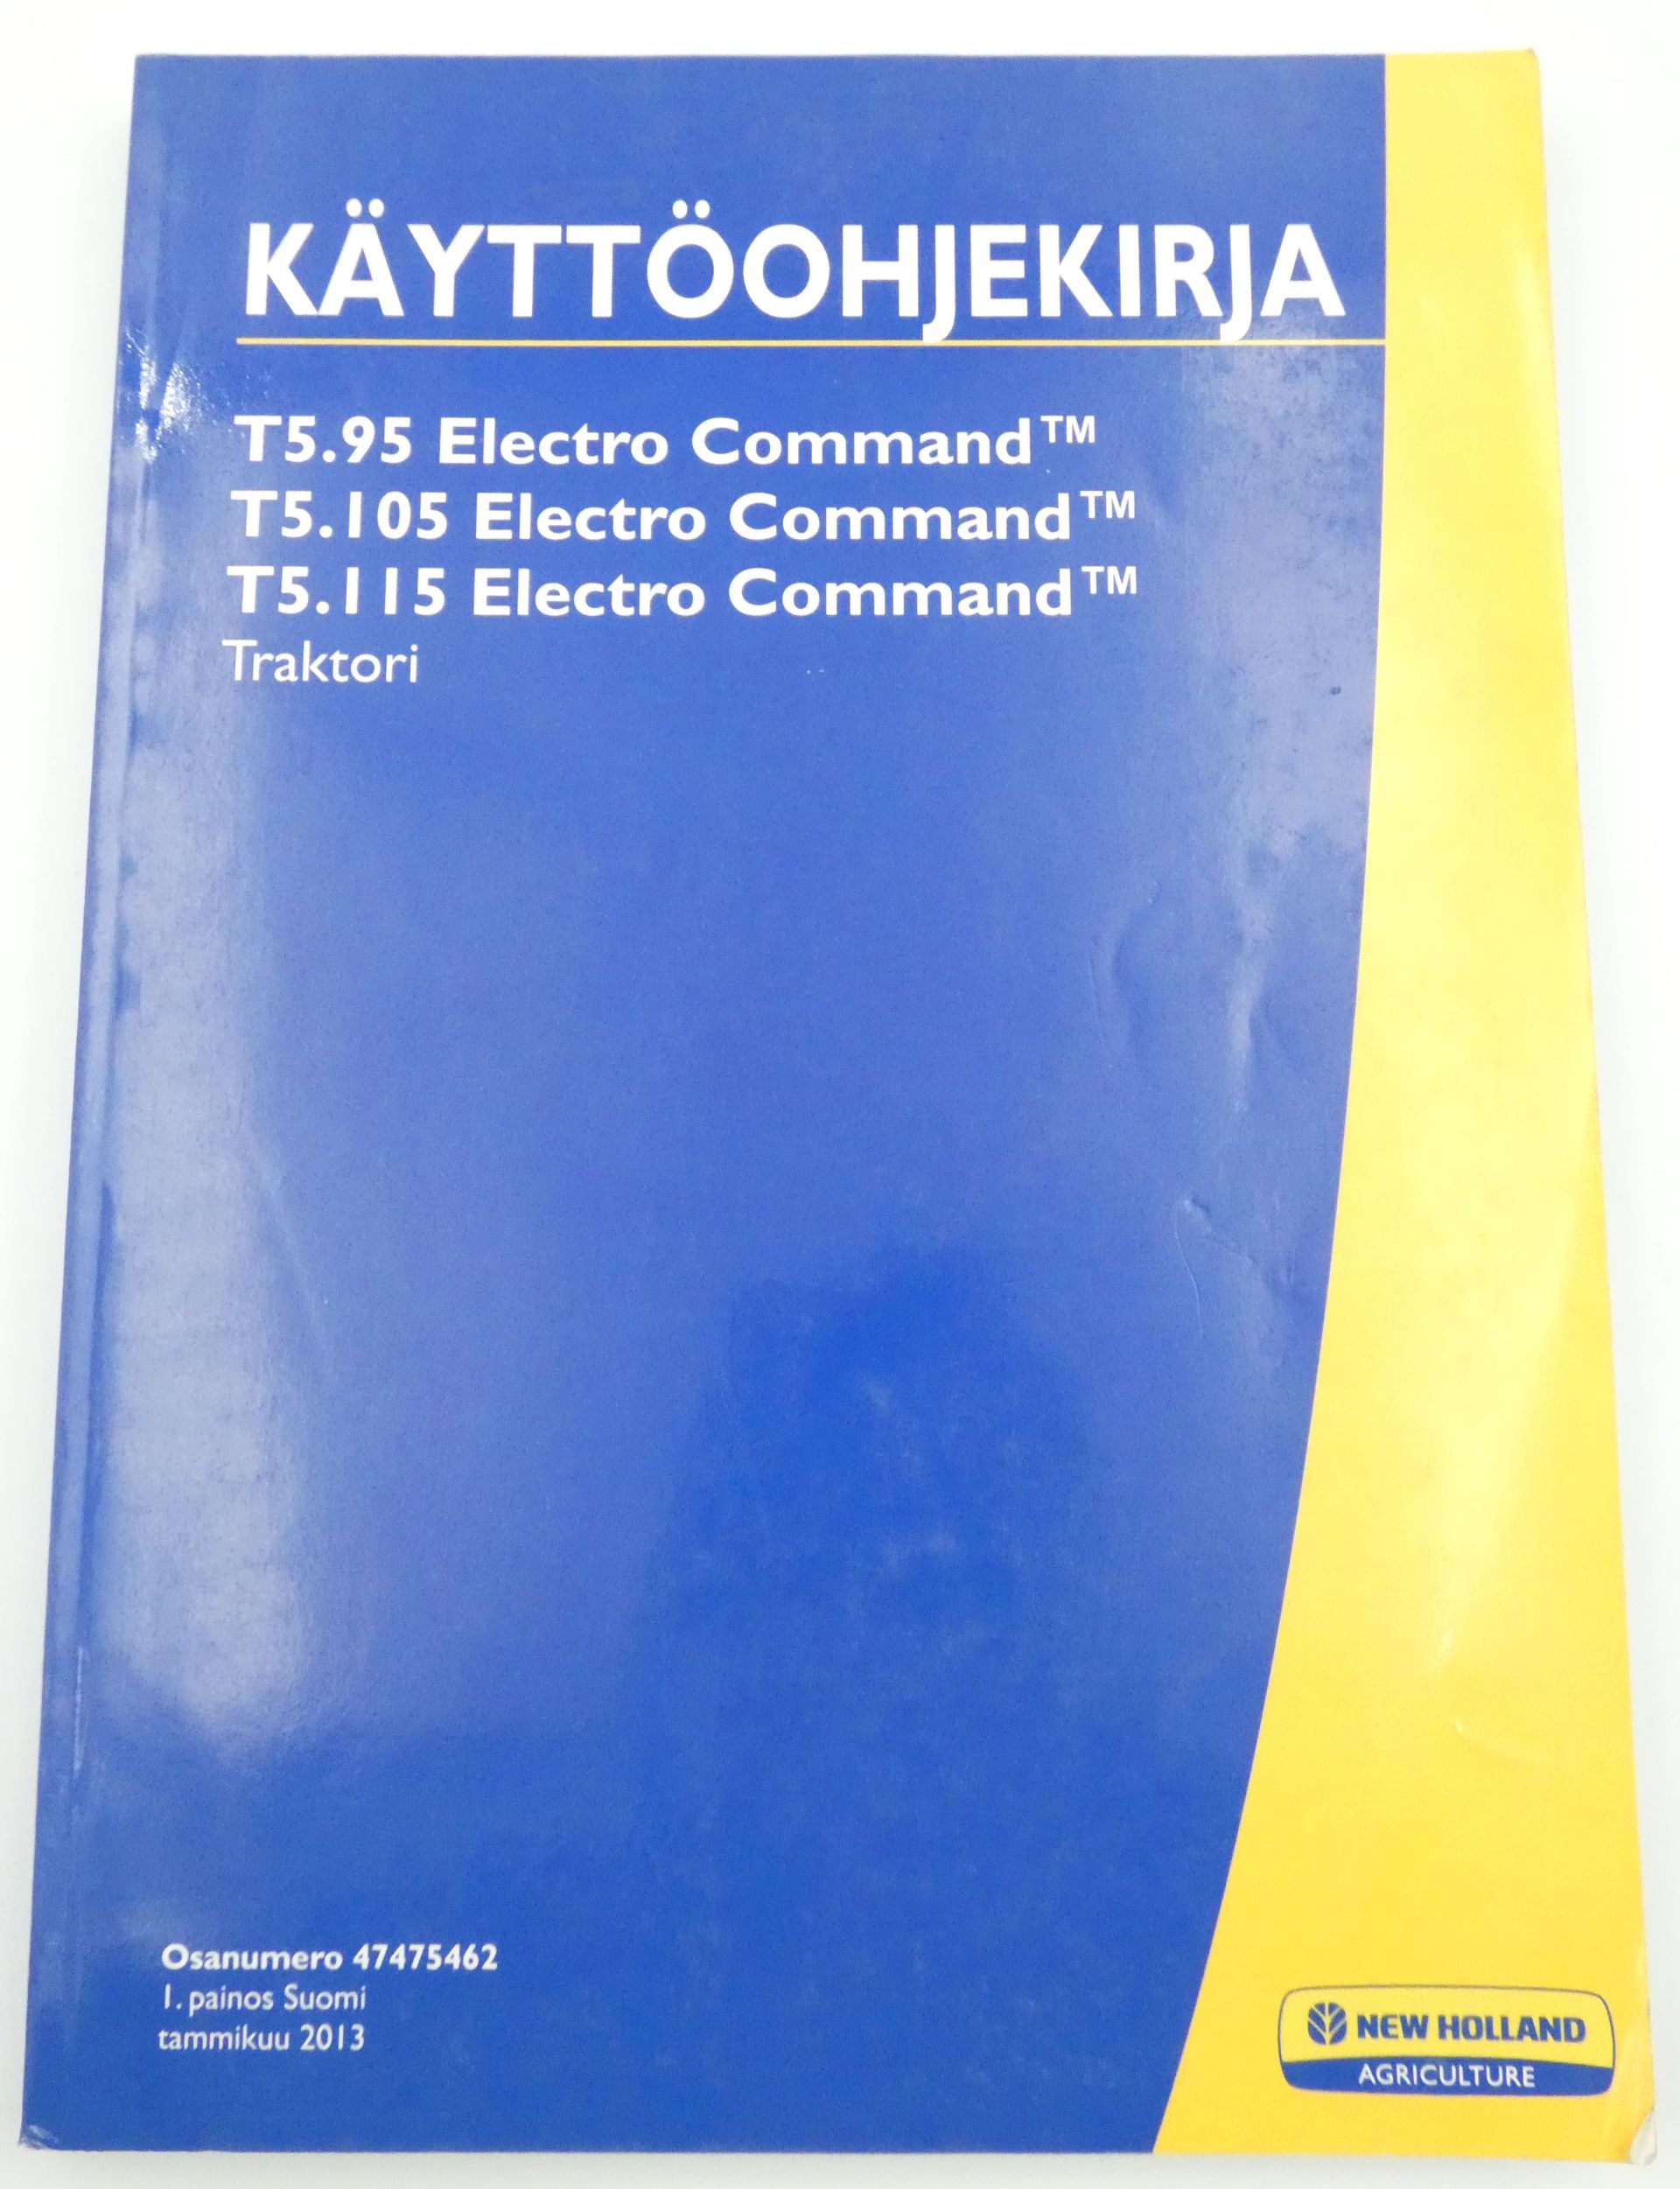 KÄYTTÖOHJEKIRJA
T5.95 Electro Command™
T5.105 Electro Command™
T5.115 Electro Command™
Traktori
Osanumero 47475462
1. painos Suomi
tammikuu 2013
NEW HOLLAND
AGRICULTURE